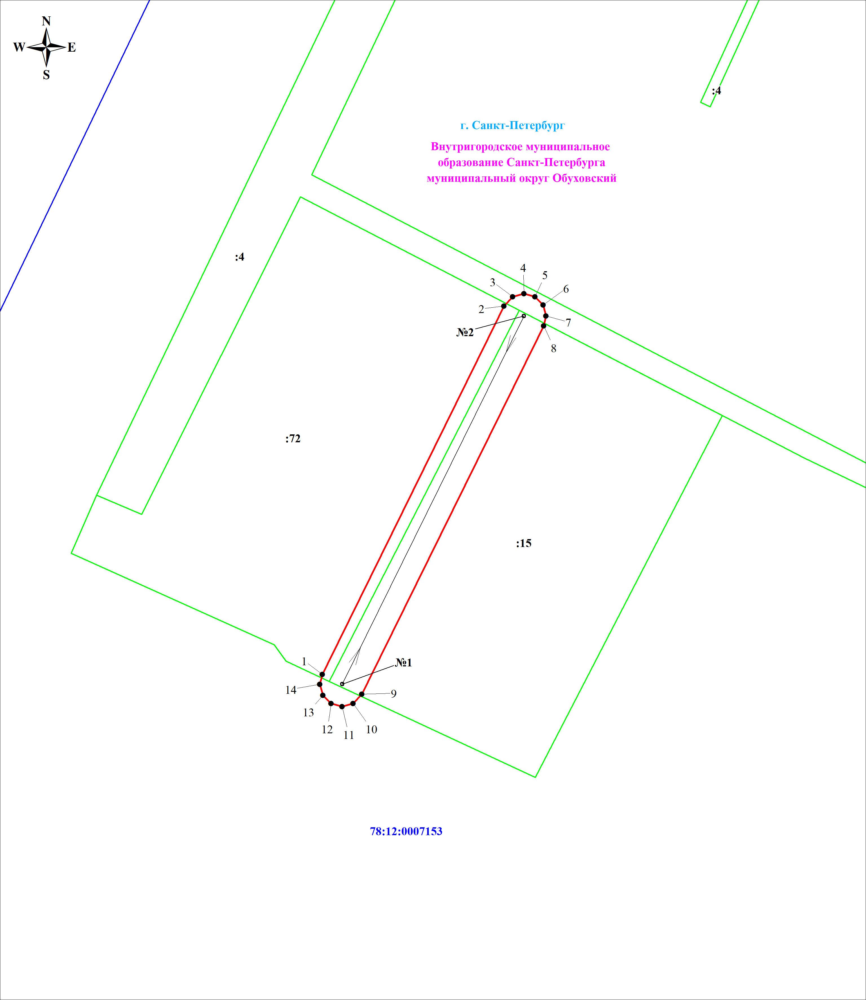 N
W
E
S
:4
г. Санкт-Петербург
Внутригородское муниципальное
образование Санкт-Петербурга
муниципальный округ Обуховский
:4
4
5
3
6
2
7
№2
8
:72
:15
1
№1
14
9
13
12
10
11
78:12:0007153